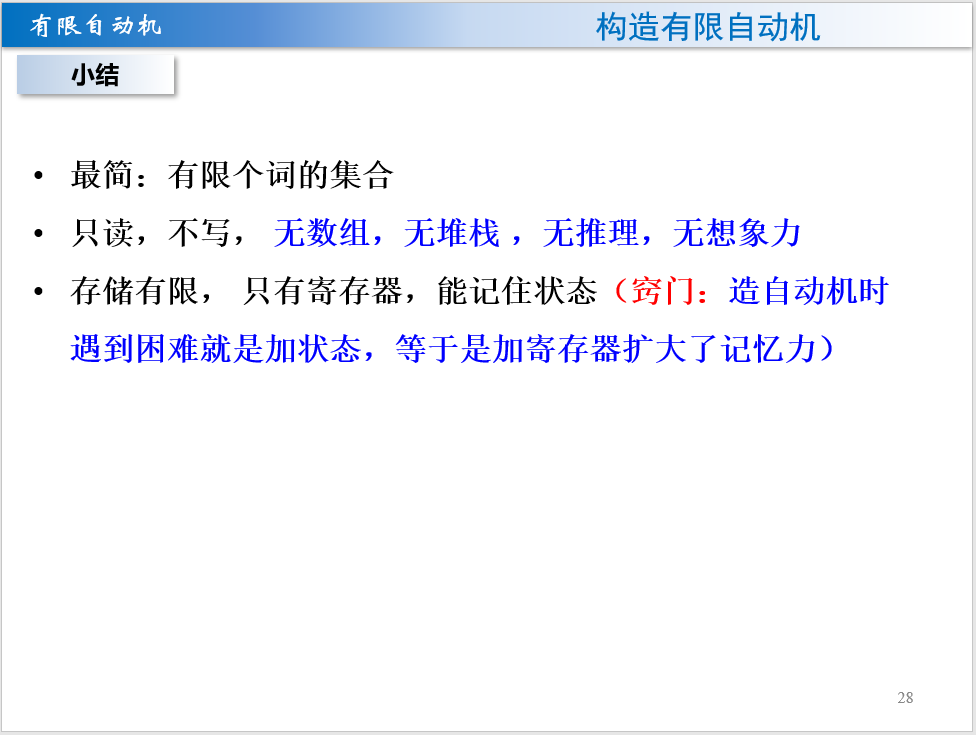 有限自动机
构造有限自动机
小结
• 最简：有限个词的集合
• 只读，不写， 无数组，无堆栈 ，无推理，无想象力
• 存储有限， 只有寄存器，能记住状态（窍门：造自动机时
遇到困难就是加状态，等于是加寄存器扩大了记忆力）
28